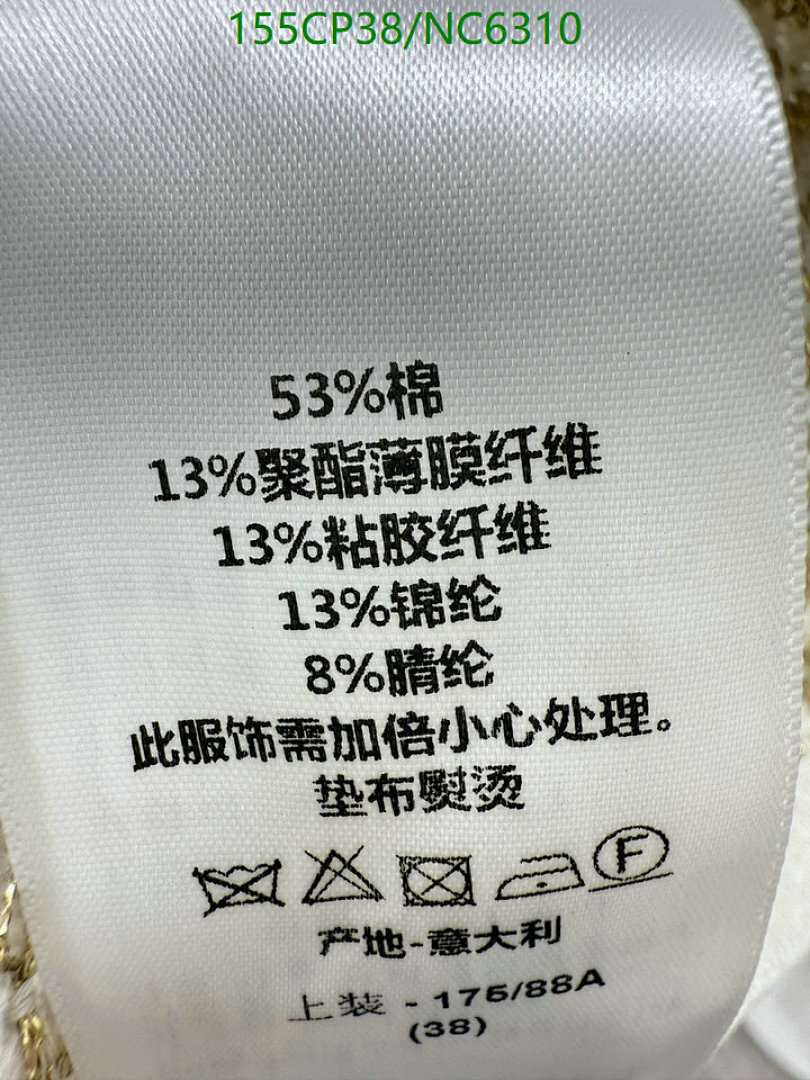 155CP38/NC6310
53%棉
13%聚酯薄膜纤维
13%粘胶纤维
13%锦纶
8%腈纶
此服饰需加倍小心处理。
垫布熨烫
F
产地-意大利
上装 - 175/88A
(38)